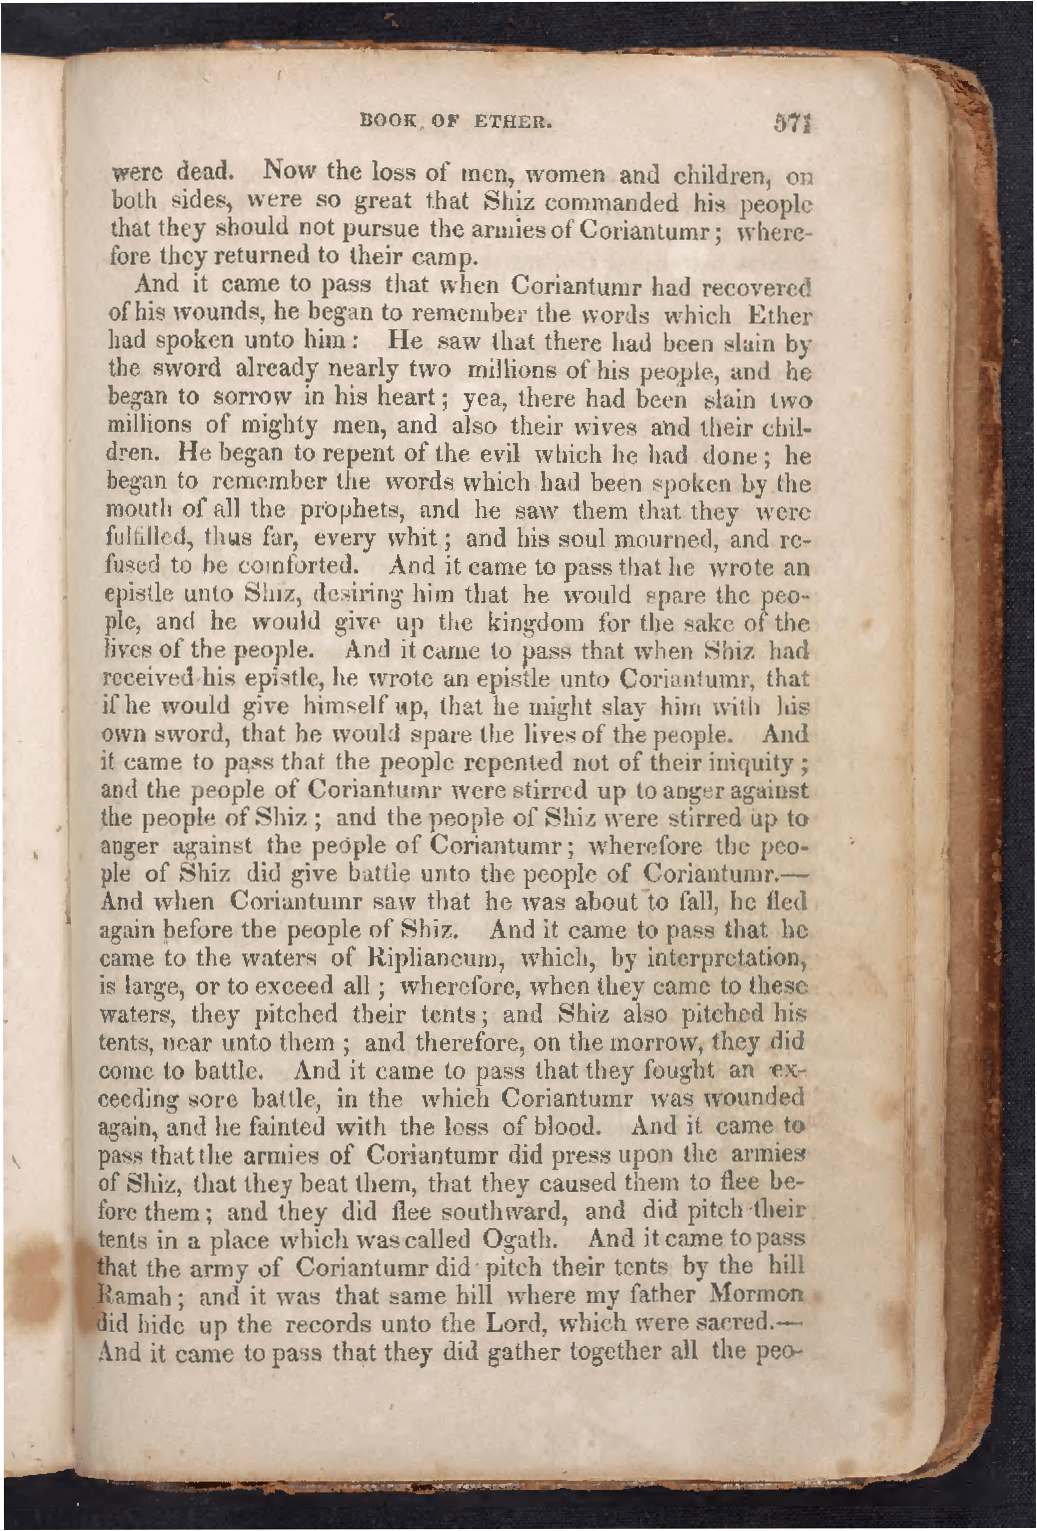 BOOK OF ETHER. 571
were dead. Now the loss of men, women and children, on
both sides, were so great that Shiz commanded his people
that they should not pursue the armies of Coriantumr; where-
fore they returned to their camp.
And it came to pass that when Coriantumr had recovered
of his wounds, he began to remember the words which Ether
had spoken unto him: He saw that there had been slain by
the sword already nearly two millions of his people, and he
began to sorrow in his heart; yea, there had been slain two
millions of mighty men, and also their wives and their chil-
dren. He began to repent of the evil which he had done; he
began to remember the words which had been spoken by the
mouth of all the prophets, and he saw them that they were
fulfilled, thus far, every whit; and his soul mourned, and re-
fused to be comforted. And it came to pass that he wrote an
epistle unto Shiz, desiring him that he would spare the peo-
ple, and he would give up the kingdom for the sake of the
lives of the people. And it came to pass that when Shiz had
received his epistle, he wrote an epistle unto Coriantumr, that
if he would give himself up, that he might slay him with his
own sword, that he would spare the lives of the people. And
it came to pass that the people repented not of their iniquity;
and the people of Coriantumr were stirred up to anger against
the people of Shiz; and the people of Shiz were stirred up to
anger against the people of Coriantumr; wherefore the peo-
ple of Shiz did give battle unto the people of Coriantumr.—
And when Coriantumr saw that he was about to fall, he fled
again before the people of Shiz. And it came to pass that he
came to the waters of Ripliancum, which, by interpretation,
is large, or to exceed all; wherefore, when they came to these
waters, they pitched their tents; and Shiz also pitched his
tents, near unto them; and therefore, on the morrow, they did
come to battle. And it came to pass that they fought an ex-
ceeding sore battle, in the which Coriantumr was wounded
again, and he fainted with the loss of blood. And it came to
pass that the armies of Coriantumr did press upon the armies
of Shiz, that they beat them, that they caused them to flee be-
fore them; and they did flee southward, and did pitch their
tents in a place which was called Ogath. And it came to pass
that the army of Coriantumr did pitch their tents by the hill
Ramah; and it was that same hill where my father Mormon
did hide up the records unto the Lord, which were sacred.—
And it came to pass that they did gather together all the peo-